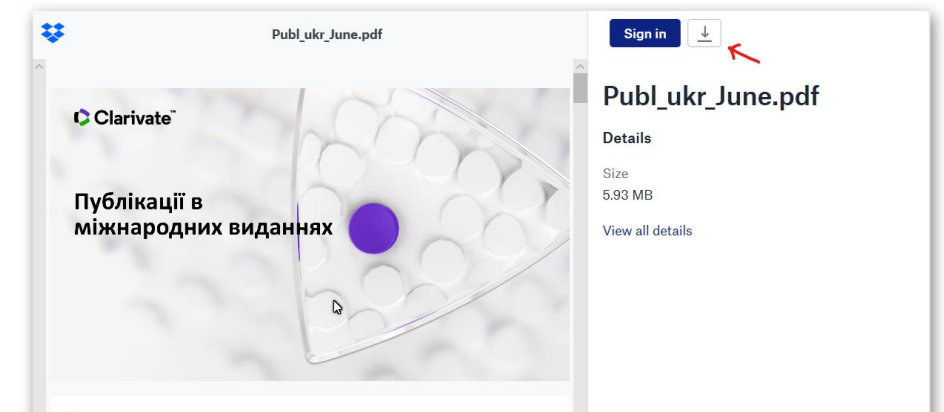 Publ_ukr_June.pdf
Sign in
Clarivate™
Публікації в
міжнародних виданнях
Publ_ukr_June.pdf
Details
Size
5.93 MB
View all details